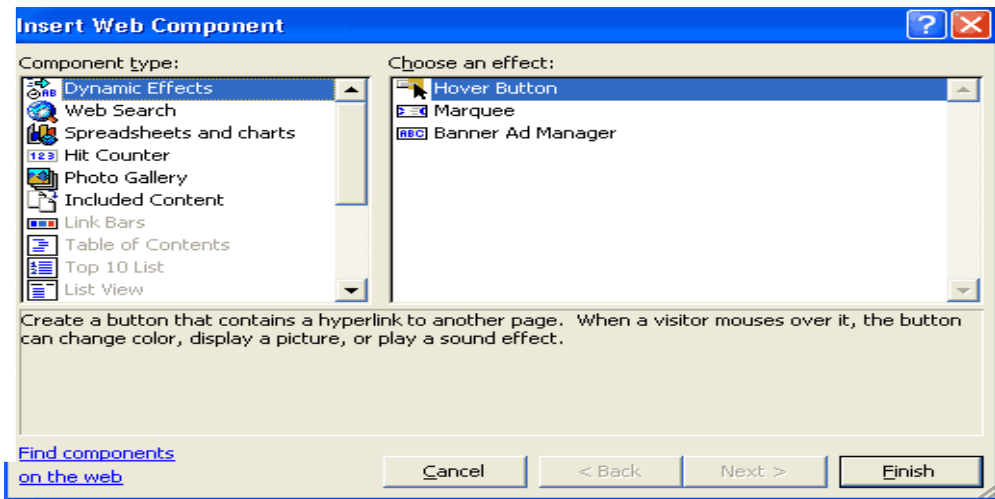 Insert Web Component
Component type:
Dynamic Effects
Web Search
Spreadsheets and charts
Hit Counter
Photo Gallery
Included Content
Link Bars
Table of Contents
Top 10 List
List View
Choose an effect:
Hover Button
Marquee
Banner Ad Manager
Create a button that contains a hyperlink to another page.  When a visitor mouses over it, the button
can change color, display a picture, or play a sound effect.
Find components
on the web
Cancel
< Back
Next >
Finish